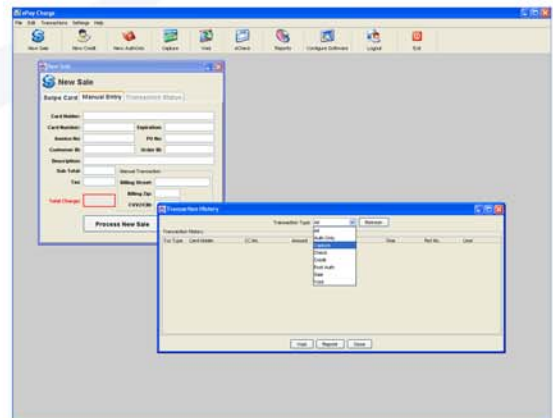 ePay Charge
File Edit Transactions Settings Help
New Sale New Credit New AuthOnly Capture Void eCheck Reports Configure Software Logout Exit
New Sale
New Sale
Swipe Card Manual Entry Transaction Status
Card Holder:
Card Number: Expiration:
Invoice No: PO No:
Customer ID: Order ID:
Description:
Sub Total: Manual Transaction
Tax: Billing Street:
Billing Zip:
Total Charge: CVV2/CID:
Process New Sale
Transaction History
Transaction Type: All Refresh
Transaction History
Trx Type Card Holder CC No. Amount Time Ref No. User
All
Auth Only
Capture
Check
Credit
Post Auth
Sale
Void
Void Reprint Close